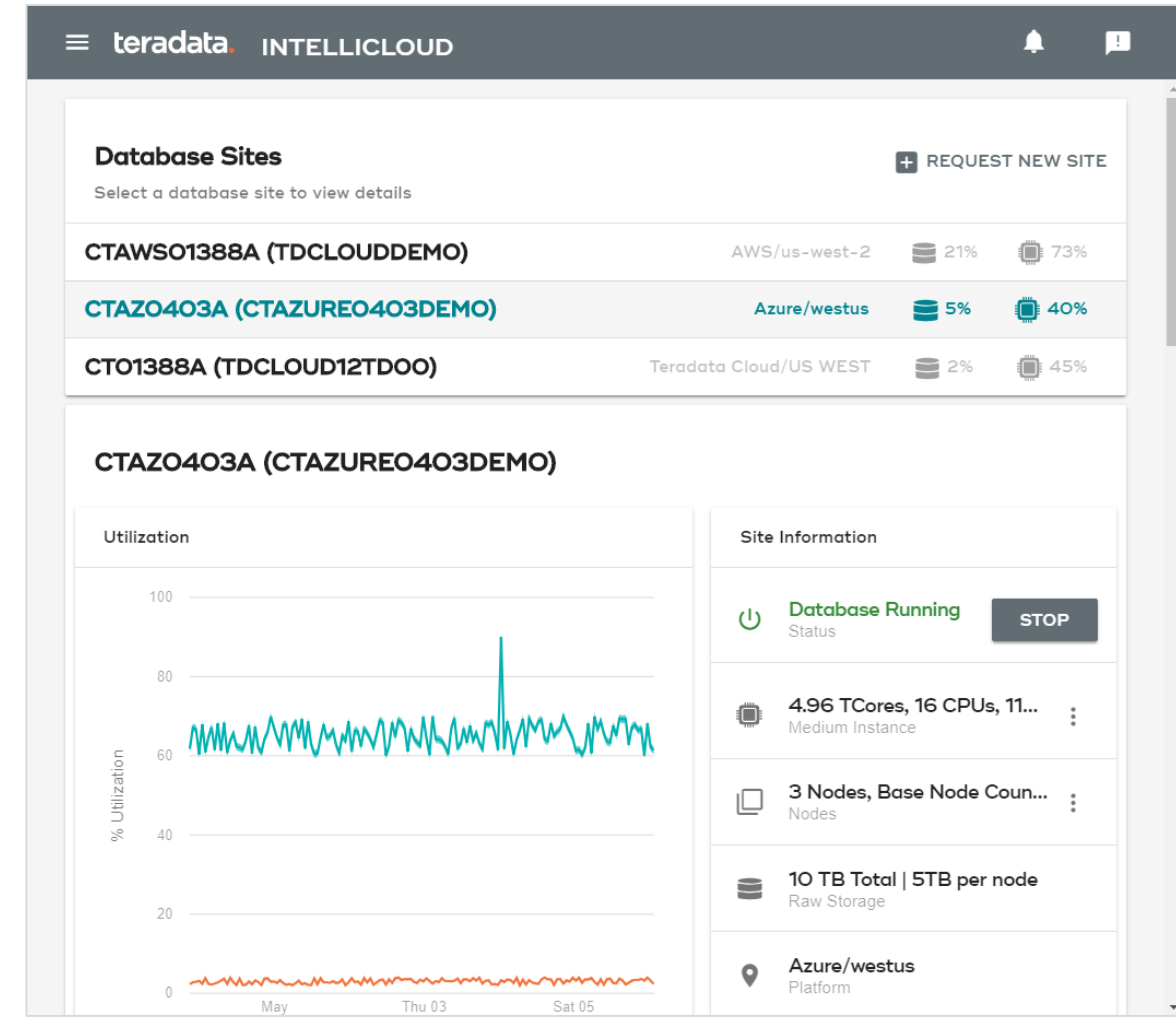 teradata. INTELLICLOUD
Database Sites
REQUEST NEW SITE
Select a database site to view details
CTAWS01388A (TDCLOUDDEMO) AWS/us-west-2 21% 73%
CTAZ0403A (CTAZURE0403DEMO) Azure/westus 5% 40%
CT01388A (TDCLOUD12TD00) Teradata Cloud/US WEST 2% 45%
CTAZ0403A (CTAZURE0403DEMO)
Utilization
100
80
60
40
20
0
% Utilization
May Thu 03 Sat 05
Site Information
Database Running
Status
STOP
4.96 TCores, 16 CPUs, 11...
Medium Instance
3 Nodes, Base Node Coun...
Nodes
10 TB Total | 5TB per node
Raw Storage
Azure/westus
Platform